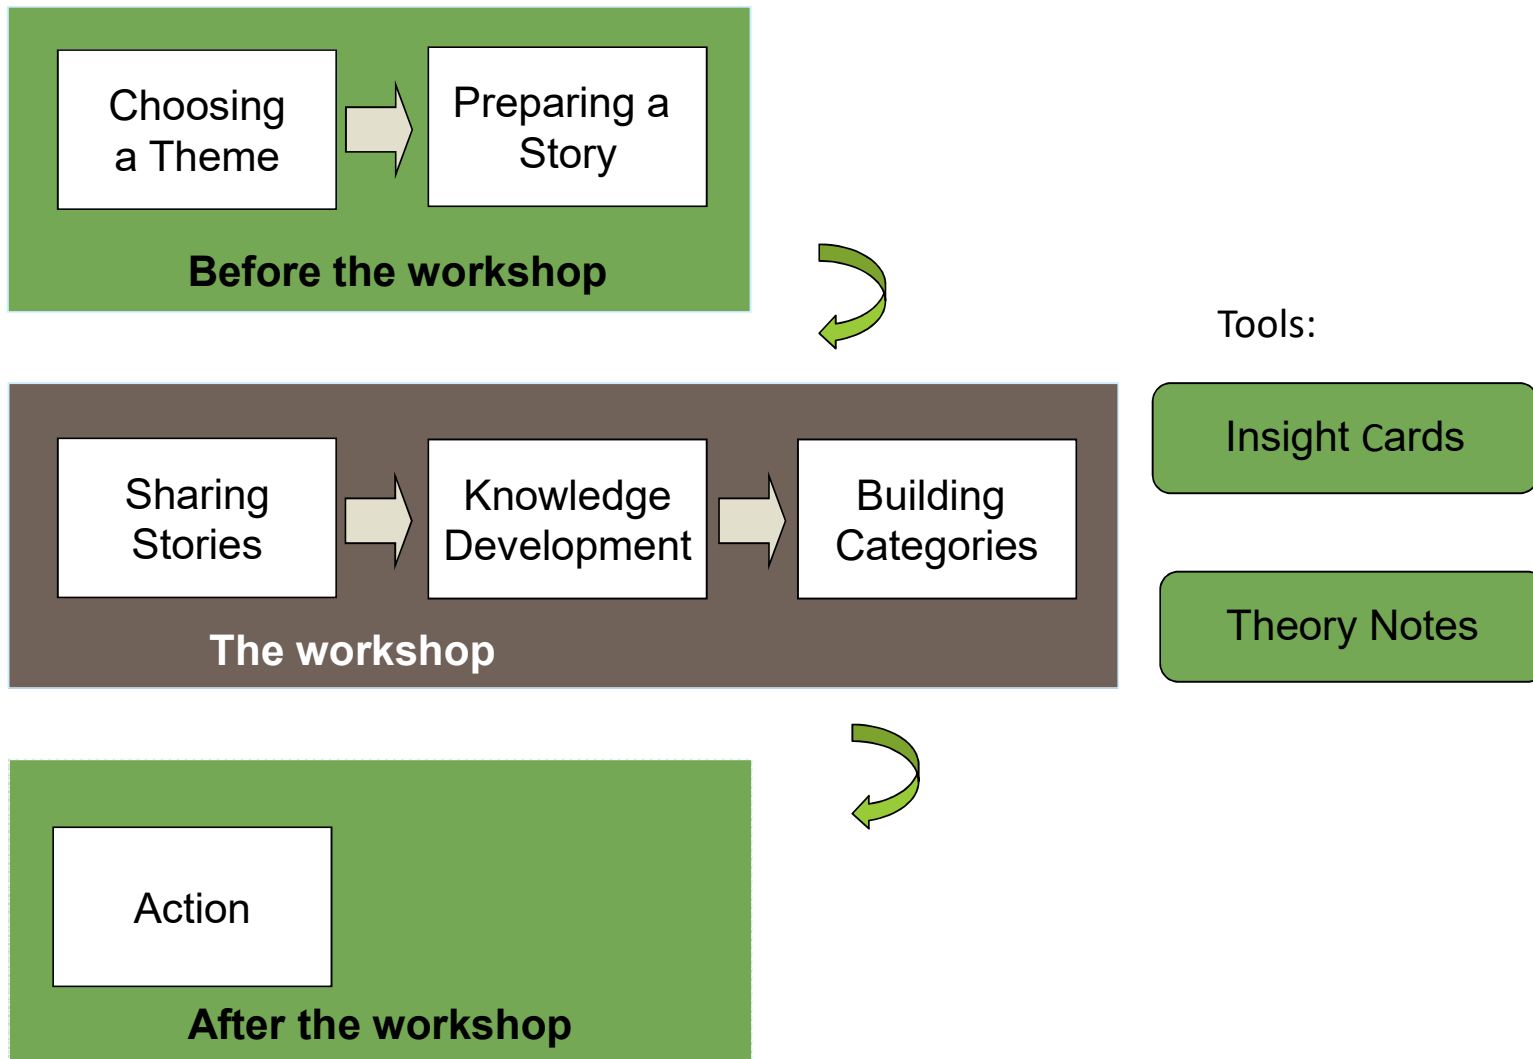 Choosing
a Theme
Preparing a
Story
Before the workshop
Tools:
Sharing
Stories
Knowledge
Development
Building
Categories
The workshop
Insight Cards
Theory Notes
Action
After the workshop